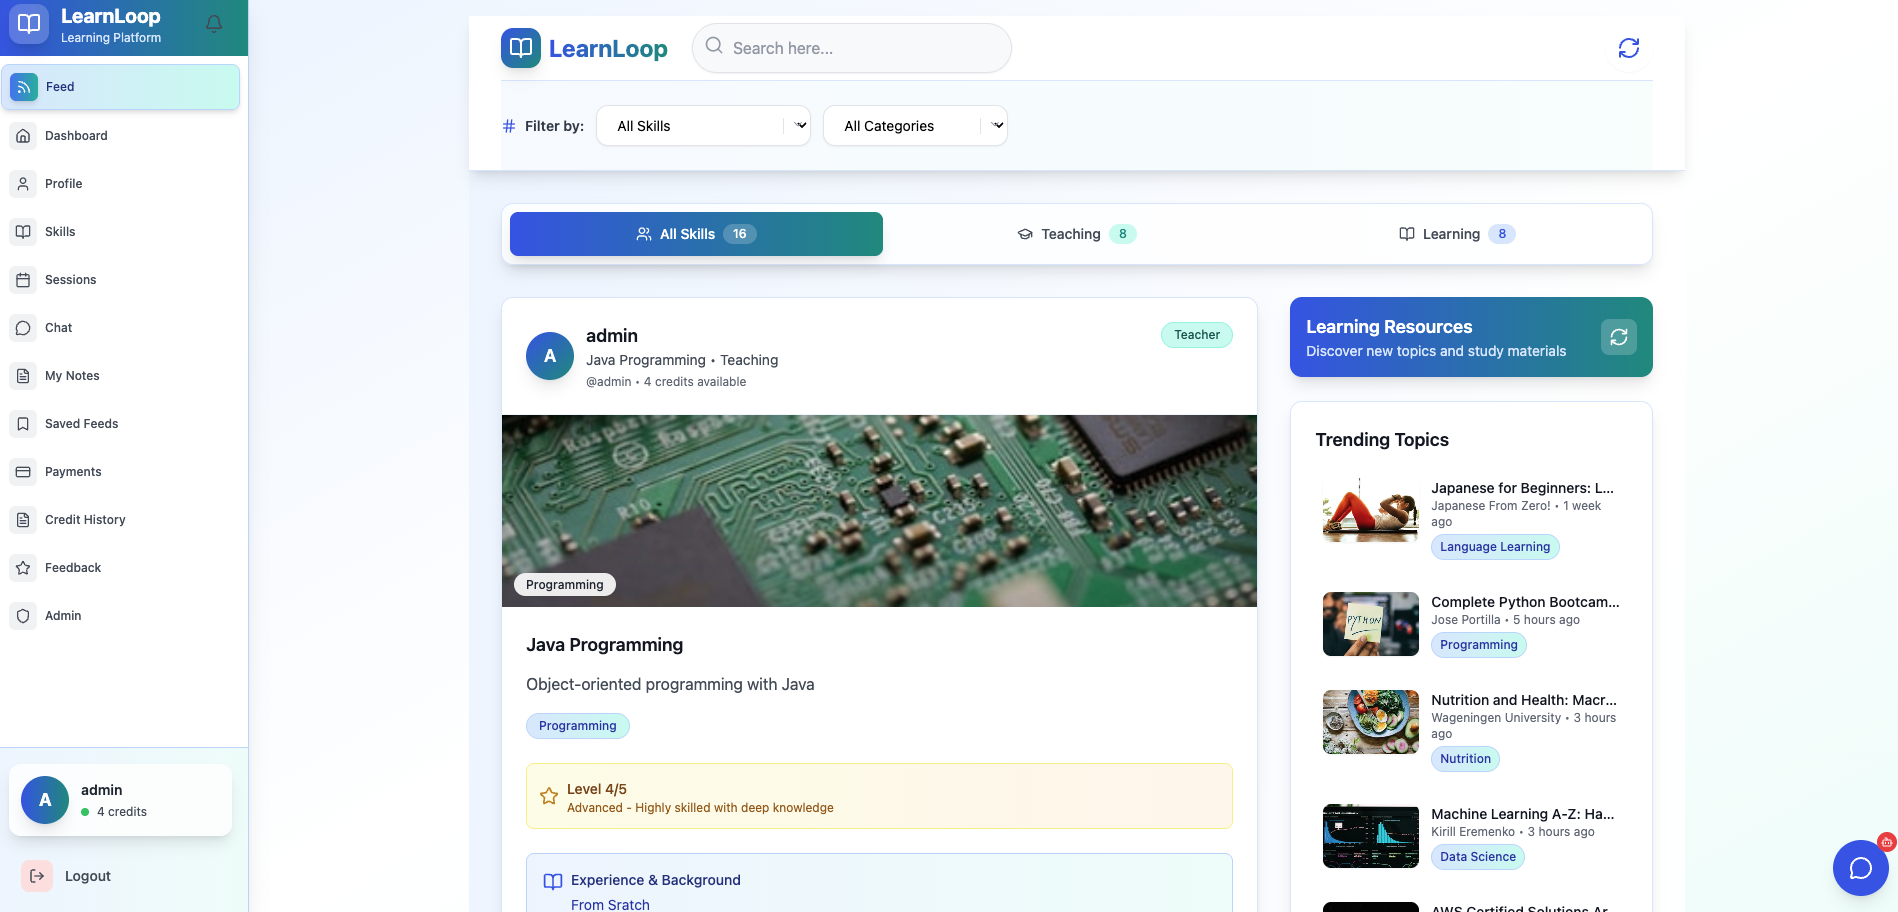 LearnLoop
Learning Platform
Feed
Dashboard
Profile
Skills
Sessions
Chat
My Notes
Saved Feeds
Payments
Credit History
Feedback
Admin
A
admin
4 credits
Logout
LearnLoop
Search here...
# Filter by:
All Skills
All Categories
All Skills 16
Teaching 8
Learning 8
A
admin
Java Programming • Teaching
@admin • 4 credits available
Teacher
Raspberry
Programming
Java Programming
Object-oriented programming with Java
Programming
Level 4/5
Advanced - Highly skilled with deep knowledge
Experience & Background
From Sratch
Learning Resources
Discover new topics and study materials
Trending Topics
Japanese for Beginners: L...
Japanese From Zero! • 1 week
ago
Language Learning
PYTHON
Complete Python Bootcam...
Jose Portilla • 5 hours ago
Programming
Nutrition and Health: Macr...
Wageningen University • 3 hours
ago
Nutrition
Machine Learning A-Z: Ha...
Kirill Eremenko • 3 hours ago
Data Science
AWS Certified Solutions Ar...